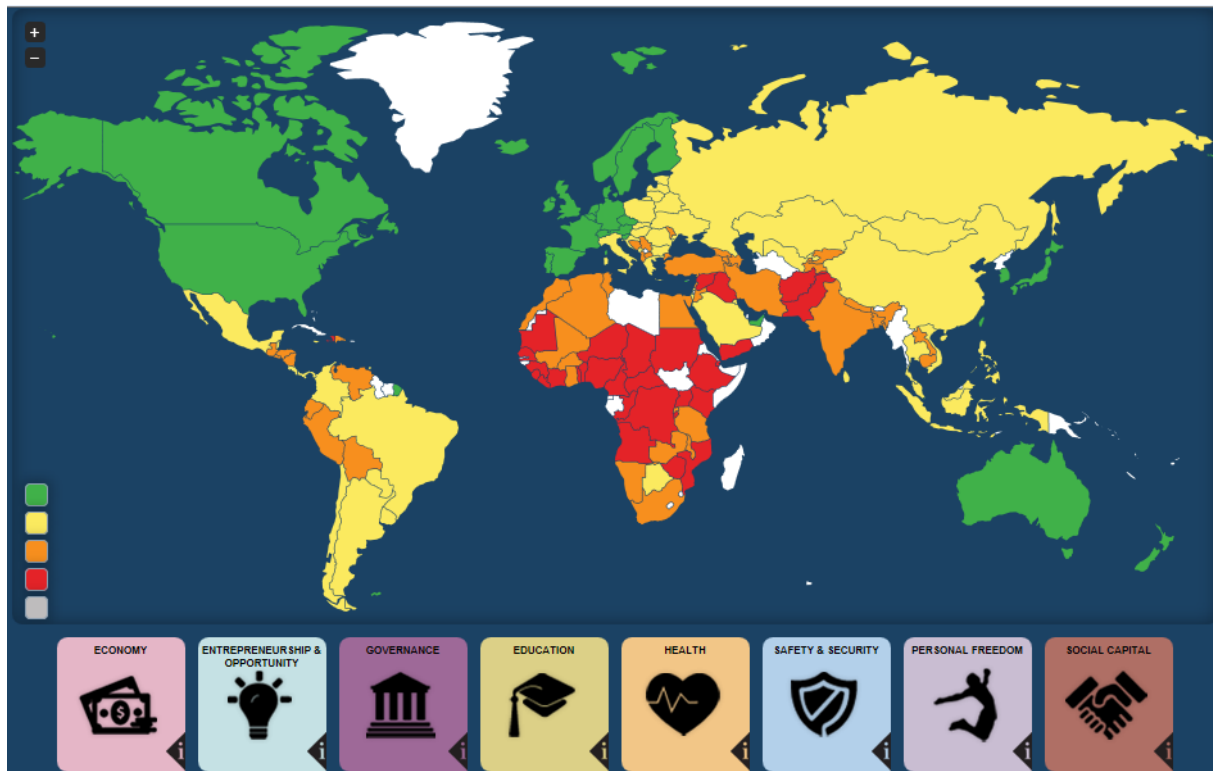 +
−
ECONOMY
ENTREPRENEURSHIP &
OPPORTUNITY
GOVERNANCE
EDUCATION
HEALTH
SAFETY & SECURITY
PERSONAL FREEDOM
SOCIAL CAPITAL
$
i
i
i
i
i
i
i
i